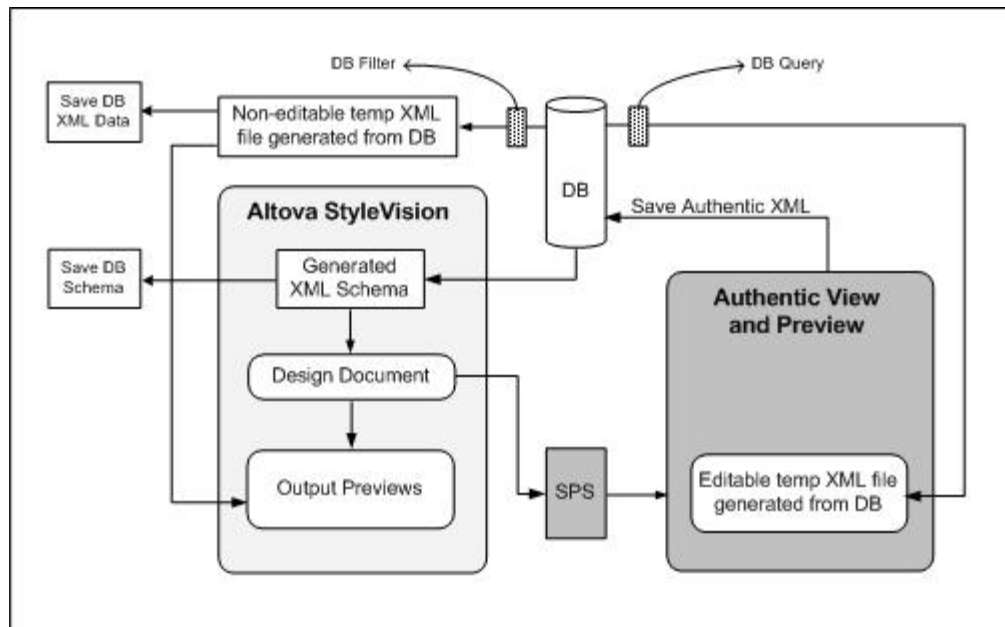 DB Filter
DB Query
Save DB
XML Data
Non-editable temp XML
file generated from DB
DB
Altova StyleVision
Save Authentic XML
Save DB
Schema
Generated
XML Schema
Authentic View
and Preview
Design Document
Output Previews
SPS
Editable temp XML file
generated from DB